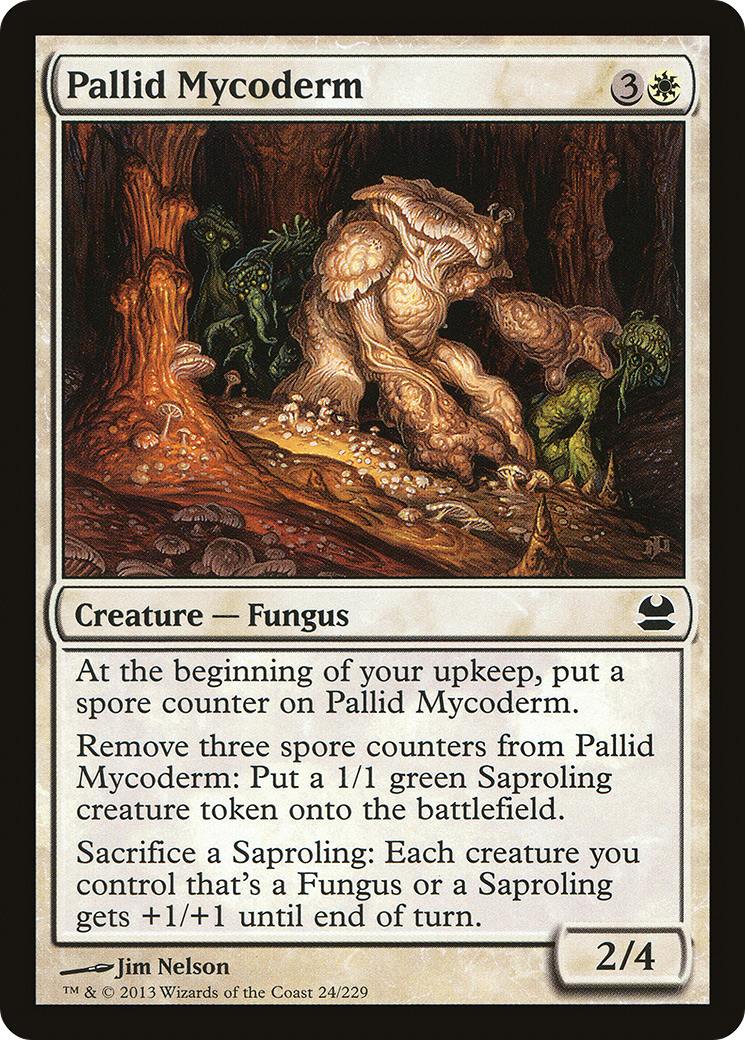 Pallid Mycoderm 3
Creature — Fungus
At the beginning of your upkeep, put a
spore counter on Pallid Mycoderm.
Remove three spore counters from Pallid
Mycoderm: Put a 1/1 green Saproling
creature token onto the battlefield.
Sacrifice a Saproling: Each creature you
control that's a Fungus or a Saproling
gets +1/+1 until end of turn.
2/4
Jim Nelson
™ & © 2013 Wizards of the Coast 24/229